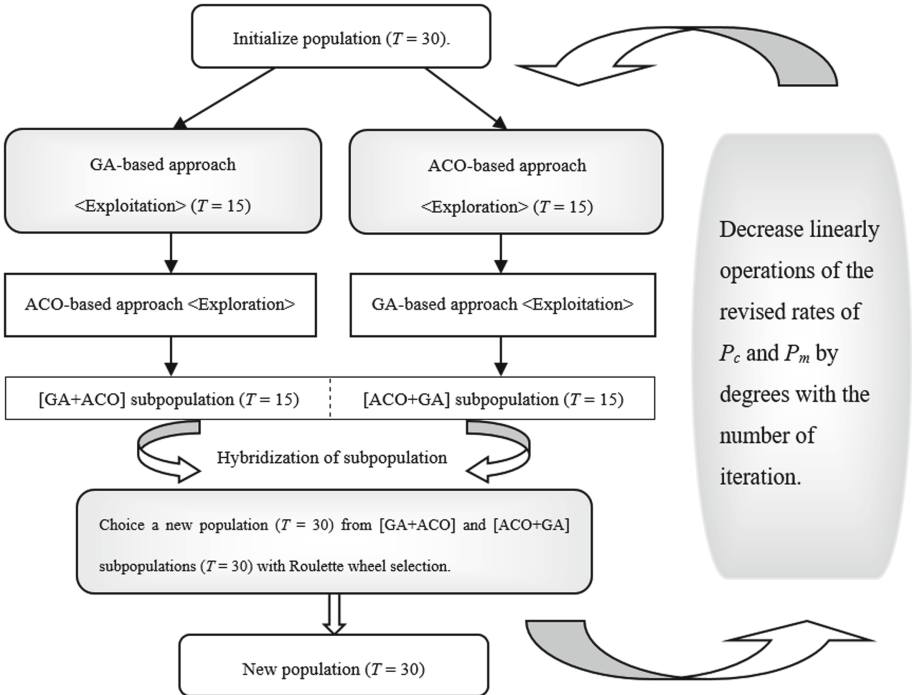 Initialize population (T = 30).
GA-based approach
<Exploitation> (T = 15)
ACO-based approach
<Exploration> (T = 15)
ACO-based approach <Exploration>
GA-based approach <Exploitation>
[GA+ACO] subpopulation (T = 15)
[ACO+GA] subpopulation (T = 15)
Hybridization of subpopulation
Choice a new population (T = 30) from [GA+ACO] and [ACO+GA]
subpopulations (T = 30) with Roulette wheel selection.
New population (T = 30)
Decrease linearly
operations of the
revised rates of
Pc and Pm by
degrees with the
number of
iteration.